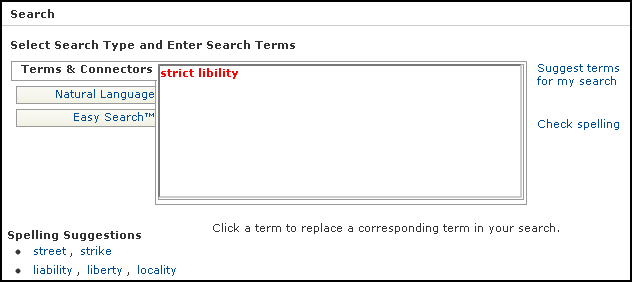 Search
Select Search Type and Enter Search Terms
Terms & Connectors
strict libility
Suggest terms
for my search
Natural Language
Easy Search™
Check spelling
Click a term to replace a corresponding term in your search.
Spelling Suggestions
• street , strike
• liability , liberty , locality